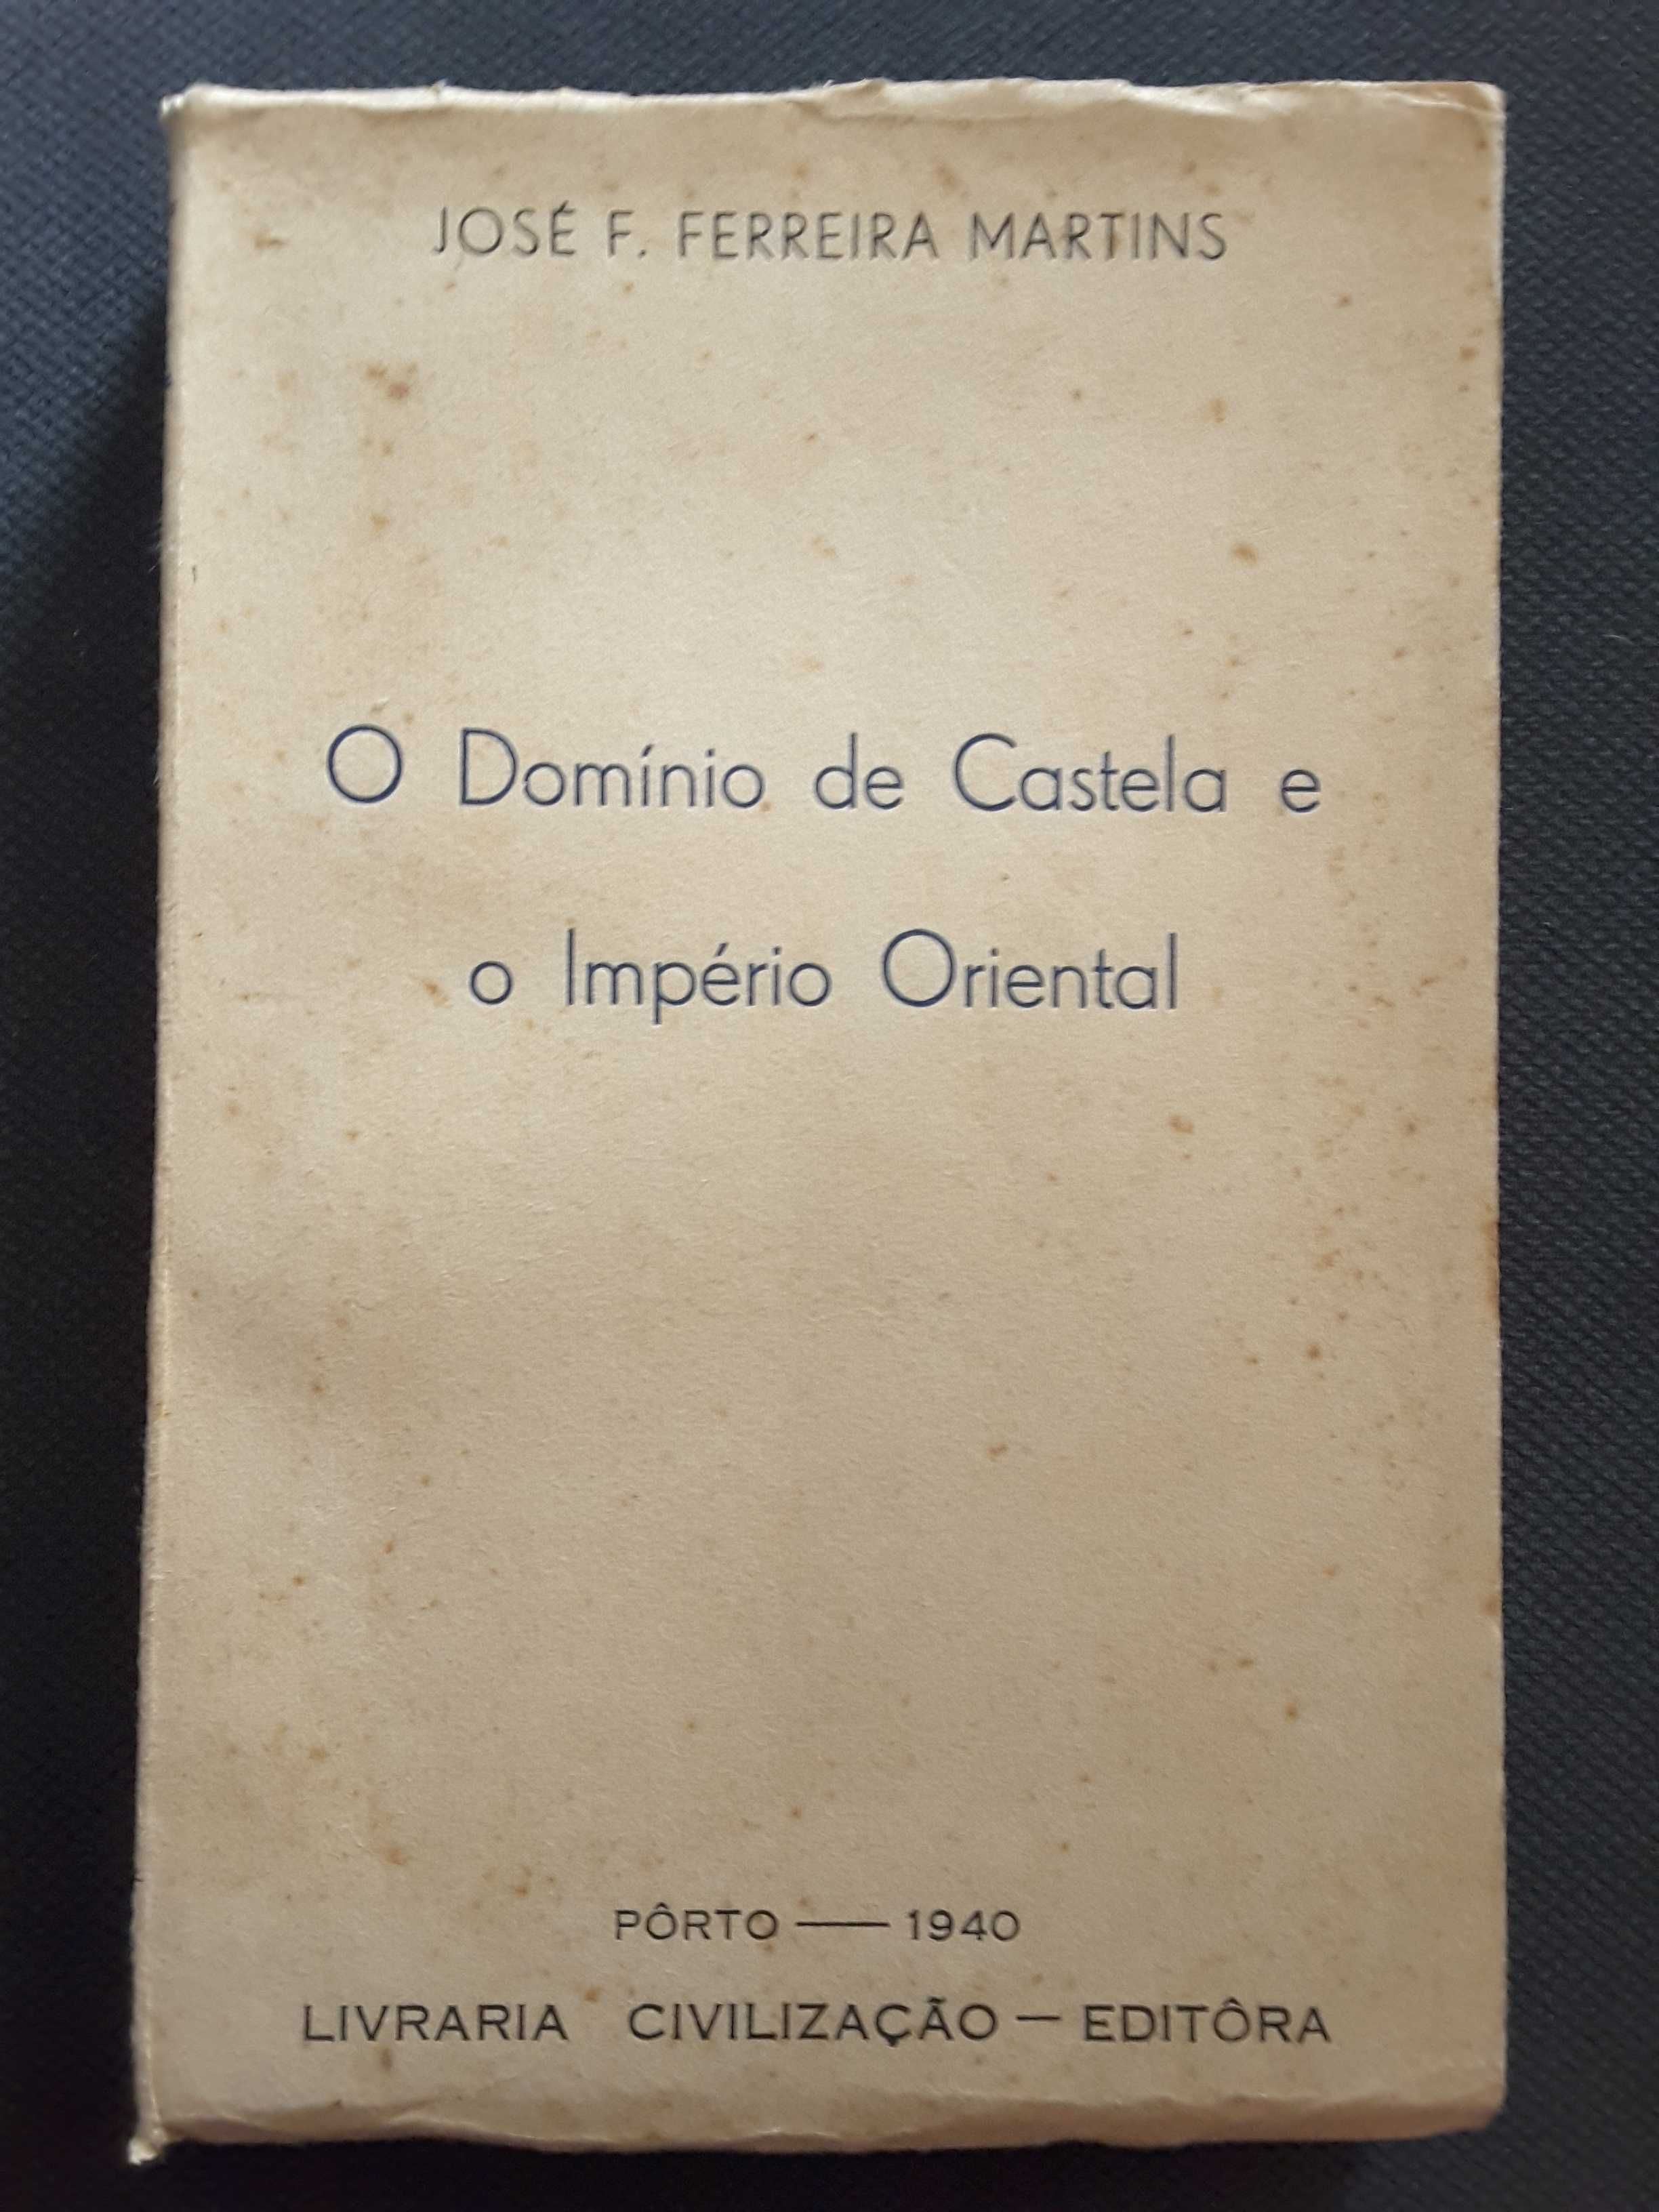 JOSÉ F. FERREIRA MARTINS
O Domínio de Castela e
o Império Oriental
PÔRTO — 1940
LIVRARIA CIVILIZAÇÃO — EDITÔRA